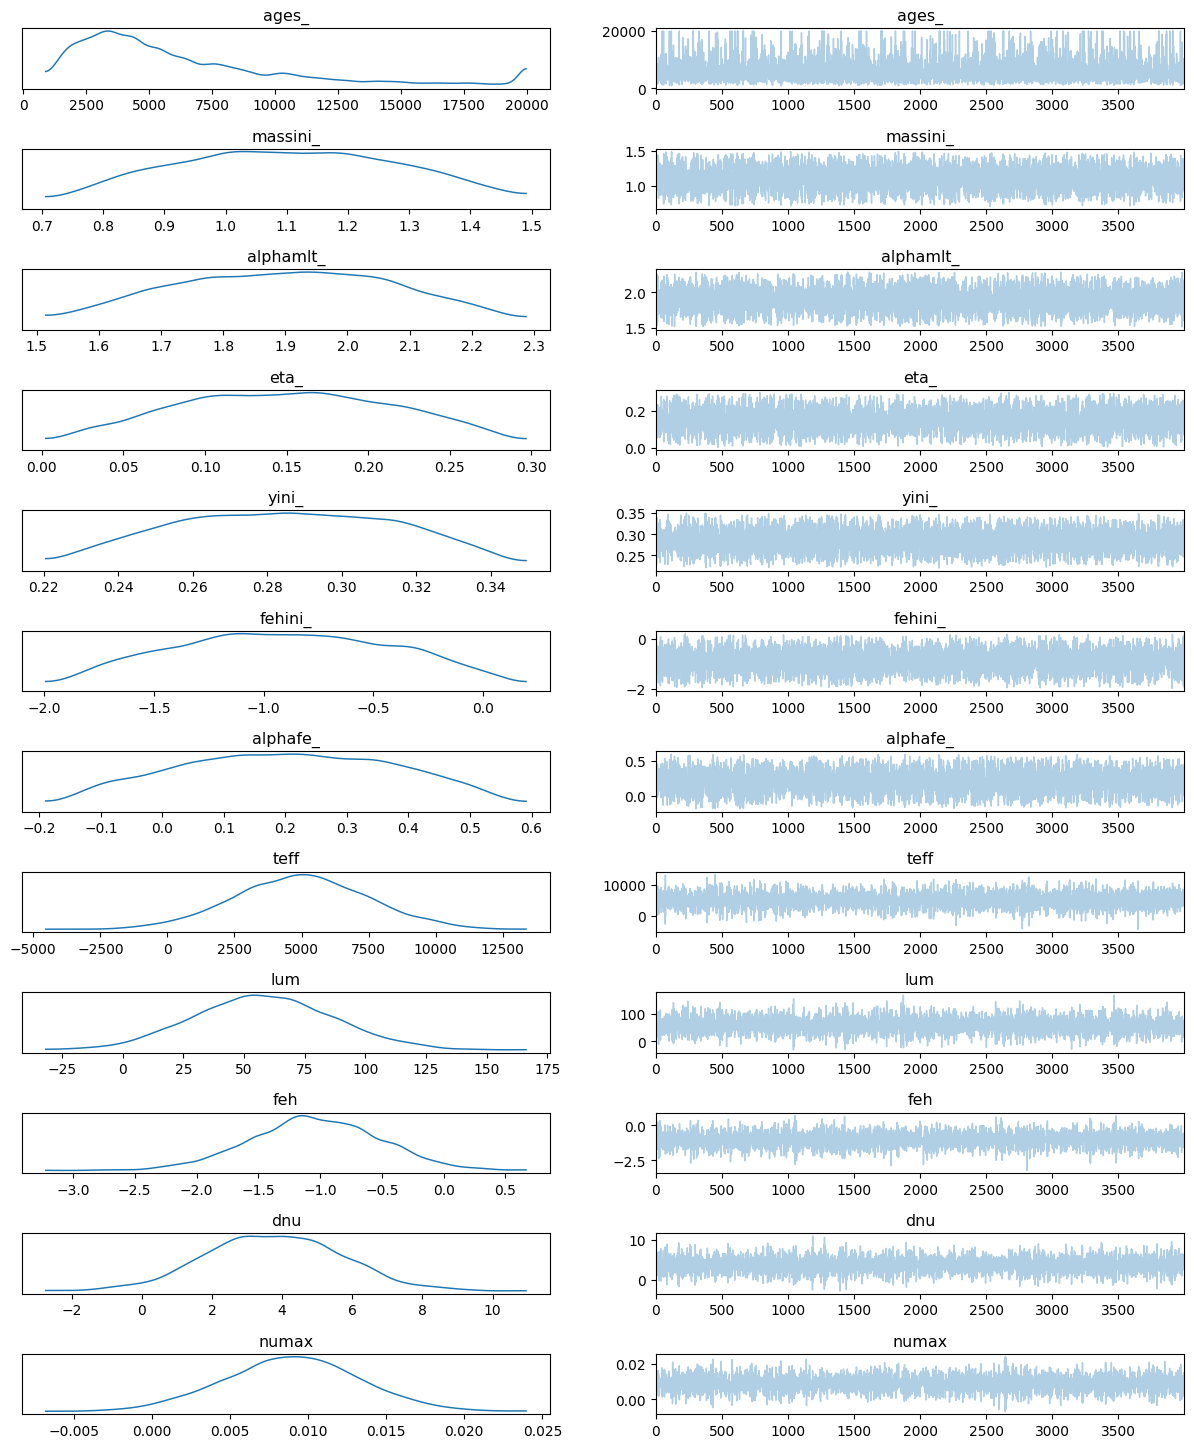 ages_ ages_
20000
0
0 2500 5000 7500 10000 12500 15000 17500 20000 0 500 1000 1500 2000 2500 3000 3500
massini_ massini_
1.5
1.0
0.7 0.8 0.9 1.0 1.1 1.2 1.3 1.4 1.5 0 500 1000 1500 2000 2500 3000 3500
alphamlt_ alphamlt_
2.0
1.5
1.5 1.6 1.7 1.8 1.9 2.0 2.1 2.2 2.3 0 500 1000 1500 2000 2500 3000 3500
eta_ eta_
0.2
0.0
0.00 0.05 0.10 0.15 0.20 0.25 0.30 0 500 1000 1500 2000 2500 3000 3500
yini_ yini_
0.35
0.30
0.25
0.22 0.24 0.26 0.28 0.30 0.32 0.34 0 500 1000 1500 2000 2500 3000 3500
fehini_ fehini_
0
−2
−2.0 −1.5 −1.0 −0.5 0.0 0 500 1000 1500 2000 2500 3000 3500
alphafe_ alphafe_
0.5
0.0
−0.2 −0.1 0.0 0.1 0.2 0.3 0.4 0.5 0.6 0 500 1000 1500 2000 2500 3000 3500
teff teff
10000
0
−5000 −2500 0 2500 5000 7500 10000 12500 0 500 1000 1500 2000 2500 3000 3500
lum lum
100
0
−25 0 25 50 75 100 125 150 175 0 500 1000 1500 2000 2500 3000 3500
feh feh
0.0
−2.5
−3.0 −2.5 −2.0 −1.5 −1.0 −0.5 0.0 0.5 0 500 1000 1500 2000 2500 3000 3500
dnu dnu
10
0
−2 0 2 4 6 8 10 0 500 1000 1500 2000 2500 3000 3500
numax numax
0.02
0.00
−0.005 0.000 0.005 0.010 0.015 0.020 0.025 0 500 1000 1500 2000 2500 3000 3500